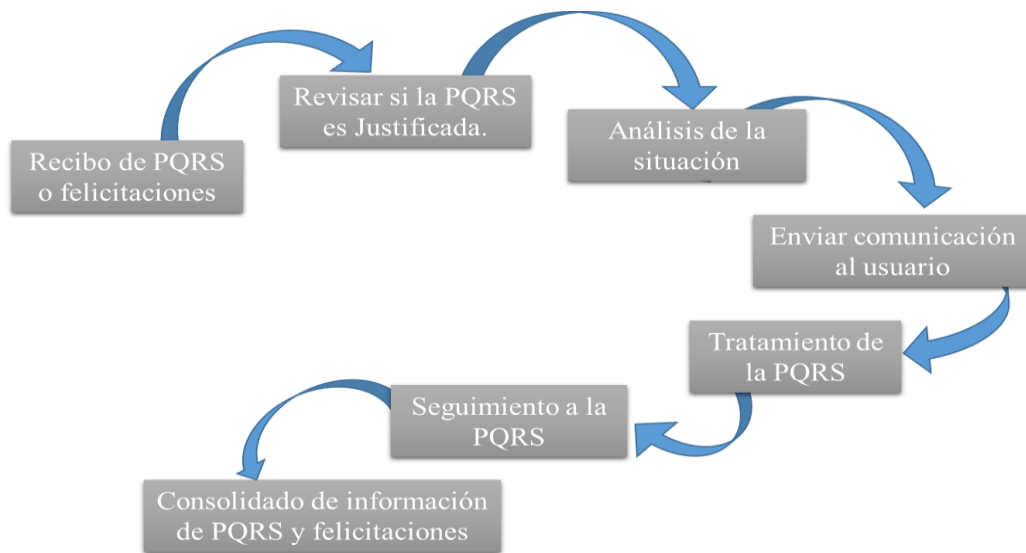 Recibo de PQRS
o felicitaciones
Revisar si la PQRS
es Justificada.
Análisis de la
situación
Enviar comunicación
al usuario
Tratamiento de
la PQRS
Seguimiento a la
PQRS
Consolidado de información
de PQRS y felicitaciones